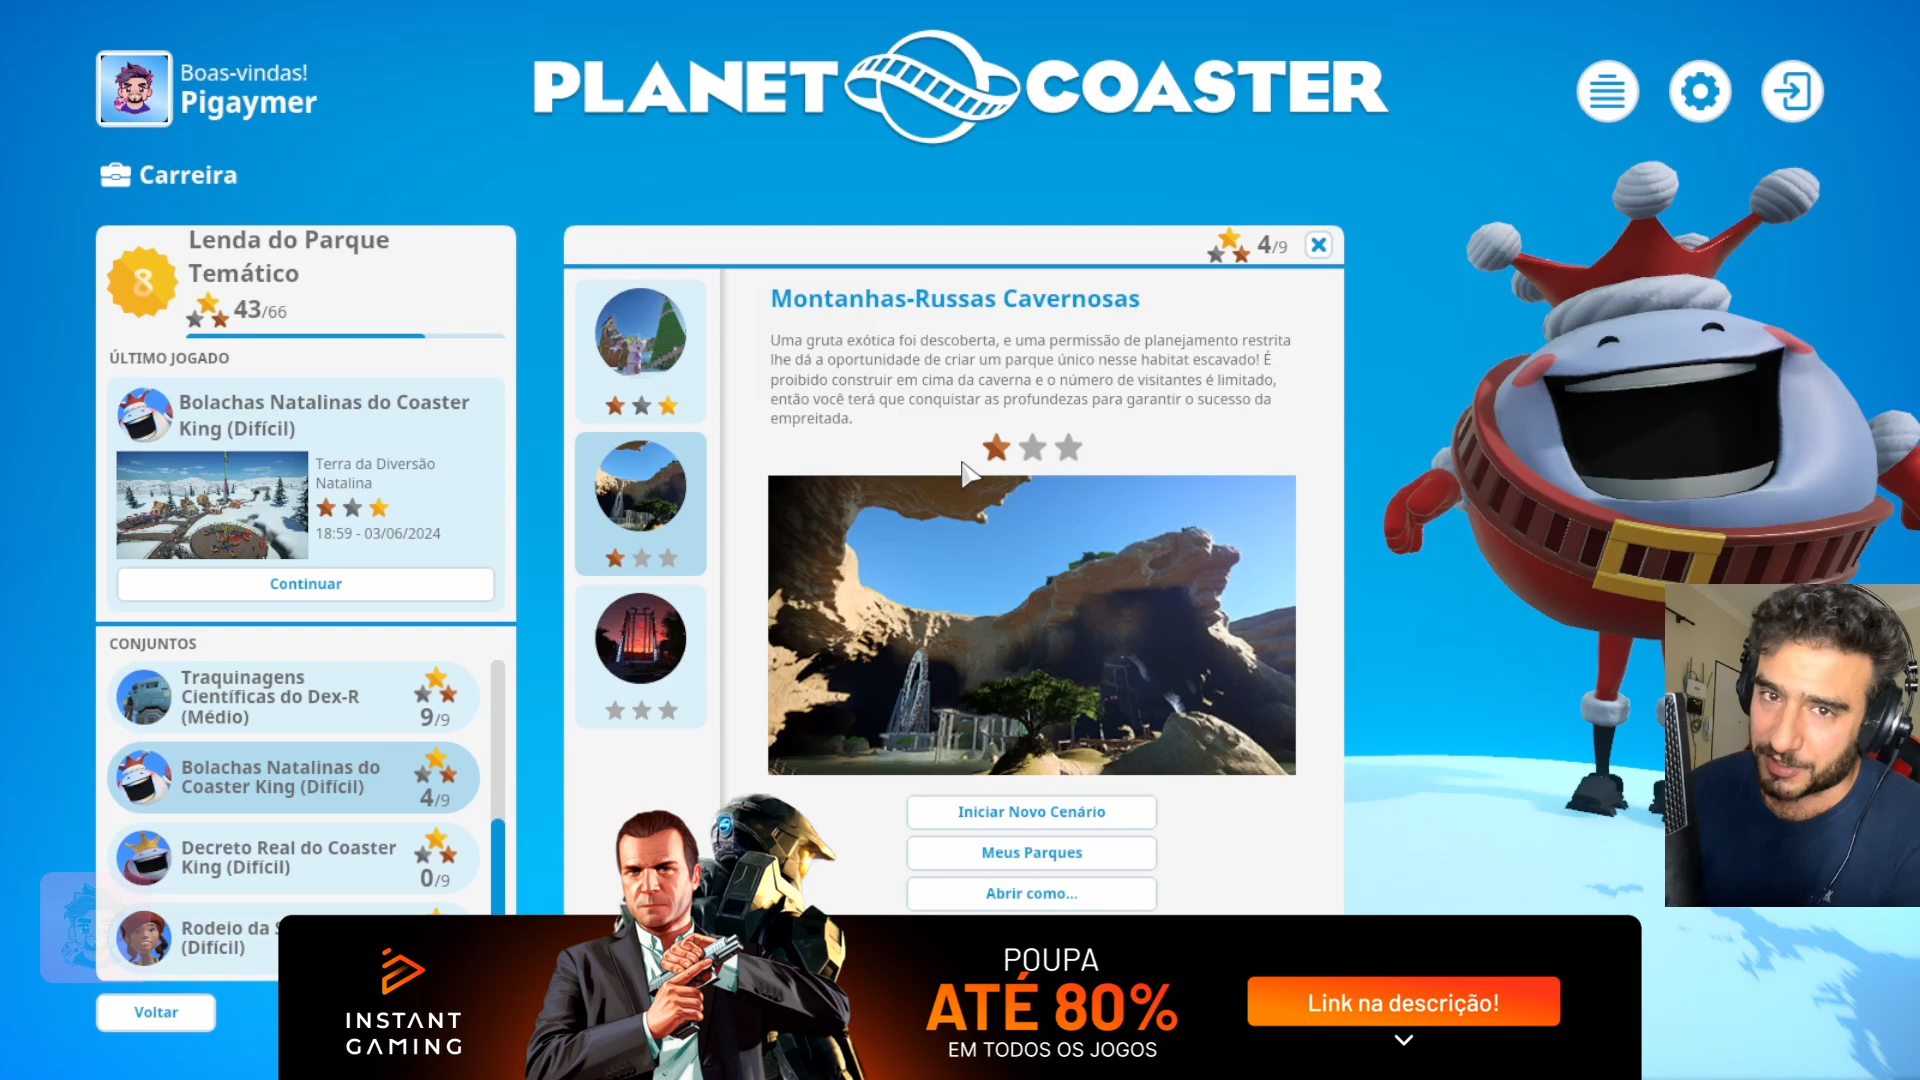 Boas-vindas!
Pigaymer
PLANET COASTER
Carreira
8
Lenda do Parque
Temático
43/66
ÚLTIMO JOGADO
Bolachas Natalinas do Coaster
King (Difícil)
Terra da Diversão
Natalina
18:59 - 03/06/2024
Continuar
CONJUNTOS
Traquinagens
Científicas do Dex-R
(Médio)
9/9
Bolachas Natalinas do
Coaster King (Difícil)
4/9
Decreto Real do Coaster
King (Difícil)
0/9
Rodeio da
(Difícil)
Voltar
4/9
Montanhas-Russas Cavernosas
Uma gruta exótica foi descoberta, e uma permissão de planejamento restrita
lhe dá a oportunidade de criar um parque único nesse habitat escavado! É
proibido construir em cima da caverna e o número de visitantes é limitado,
então você terá que conquistar as profundezas para garantir o sucesso da
empreitada.
Iniciar Novo Cenário
Meus Parques
Abrir como...
INSTANT
GAMING
POUPA
ATÉ 80%
EM TODOS OS JOGOS
Link na descrição!